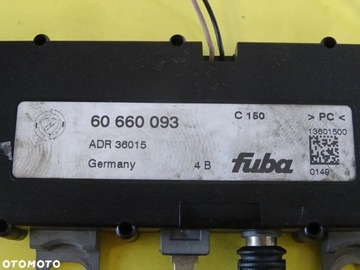 60 660 093
C 150
> PC <
ADR 36015
13601500
Germany
4 B
fuba
0149
OTOMOTO